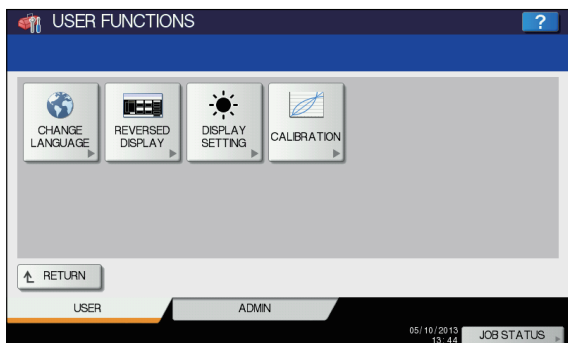 USER FUNCTIONS
?
CHANGE
LANGUAGE
REVERSED
DISPLAY
DISPLAY
SETTING
CALIBRATION
RETURN
USER
ADMIN
05/10/2013
13:44
JOB STATUS